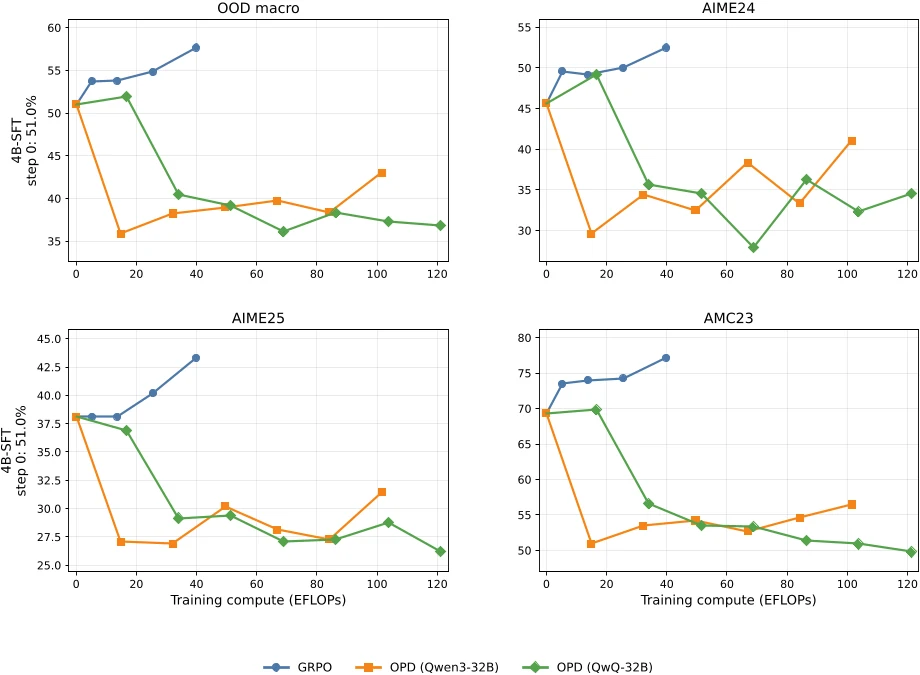 OOD macro
60
55
50
45
40
35
0 20 40 60 80 100 120
4B-SFT
step 0: 51.0%
AIME24
55
50
45
40
35
30
0 20 40 60 80 100 120
AIME25
45.0
42.5
40.0
37.5
35.0
32.5
30.0
27.5
25.0
0 20 40 60 80 100 120
4B-SFT
step 0: 51.0%
Training compute (EFLOPs)
AMC23
80
75
70
65
60
55
50
0 20 40 60 80 100 120
Training compute (EFLOPs)
GRPO OPD (Qwen3-32B) OPD (QwQ-32B)